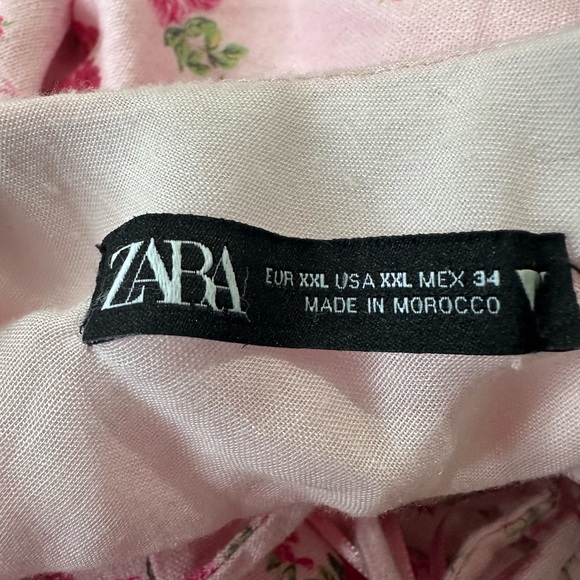 ZARA
EUR XXL USA XXL MEX 34
MADE IN MOROCCO